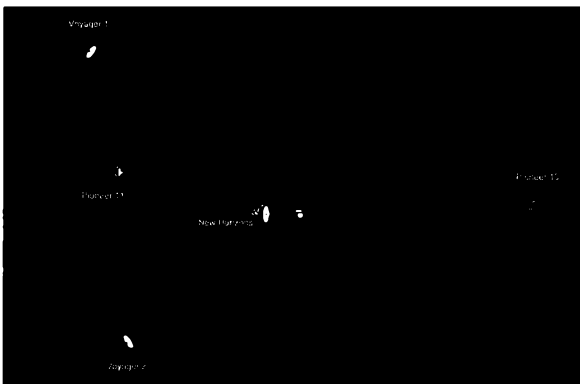 Voyager 1
Pioneer 11
Pioneer 10
New Horizons
Voyager 2